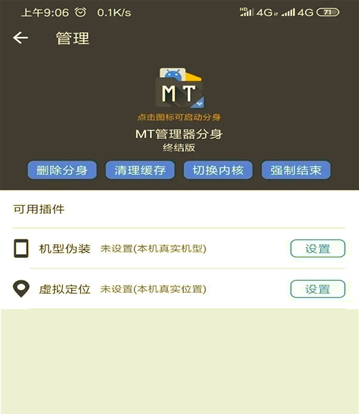 上午9:06 0.1K/s HD 4G 4G 71
管理
MT
点击图标可启动分身
MT管理器分身
终结版
删除分身 清理缓存 切换内核 强制结束
可用插件
机型伪装 未设置(本机真实机型) 设置
虚拟定位 未设置(本机真实位置) 设置